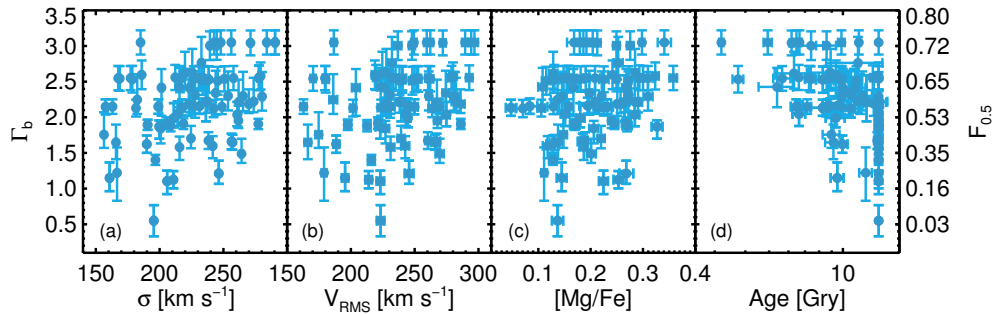 3.5
3.0
2.5
2.0
1.5
1.0
0.5
Γb
(a)
(b)
(c)
(d)
0.80
0.72
0.65
0.53
0.35
0.16
0.03
F0.5
150 200 250 150 200 250 300 0.1 0.2 0.3 0.4 10
σ [km s−1] VRMS [km s−1] [Mg/Fe] Age [Gry]